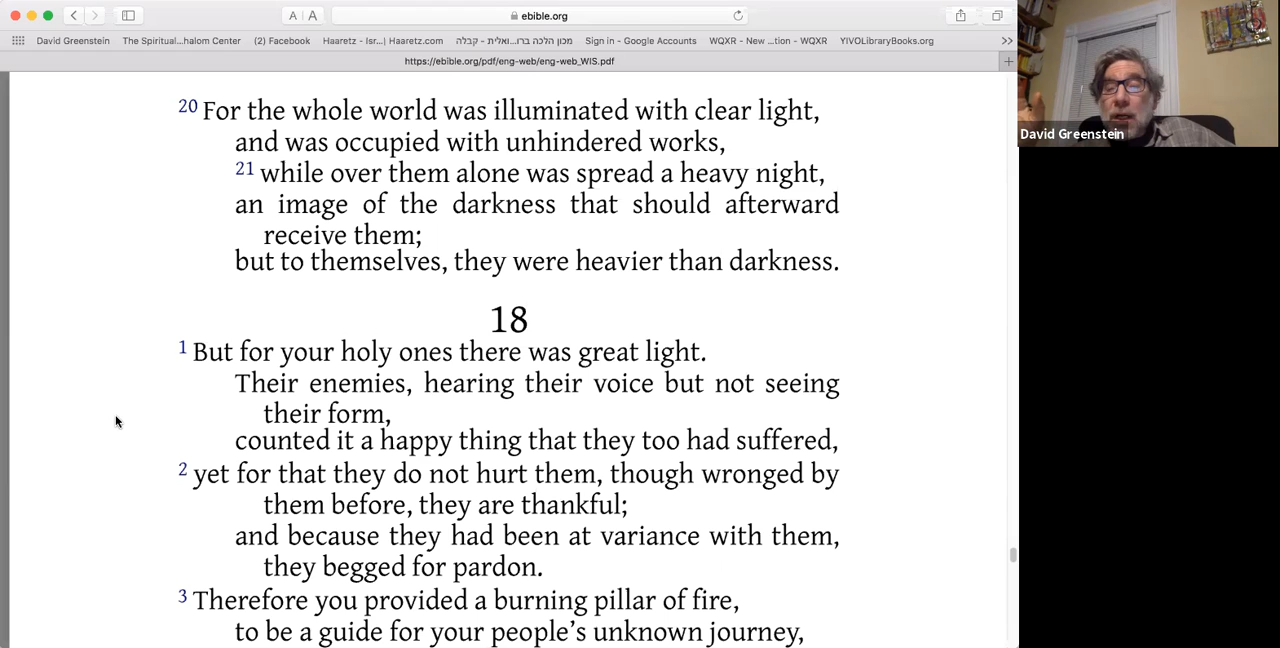 A A
ebible.org
David Greenstein The Spiritual...halom Center (2) Facebook Haaretz - Isr...| Haaretz.com מכון הלכה ברו...ואלית - קבלה Sign in - Google Accounts WQXR - New ...tion - WQXR YIVOLibraryBooks.org >>
https://ebible.org/pdf/eng-web/eng-web_WIS.pdf +
David Greenstein
20 For the whole world was illuminated with clear light,
and was occupied with unhindered works,
21 while over them alone was spread a heavy night,
an image of the darkness that should afterward
receive them;
but to themselves, they were heavier than darkness.
18
1 But for your holy ones there was great light.
Their enemies, hearing their voice but not seeing
their form,
counted it a happy thing that they too had suffered,
2 yet for that they do not hurt them, though wronged by
them before, they are thankful;
and because they had been at variance with them,
they begged for pardon.
3 Therefore you provided a burning pillar of fire,
to be a guide for your people’s unknown journey,